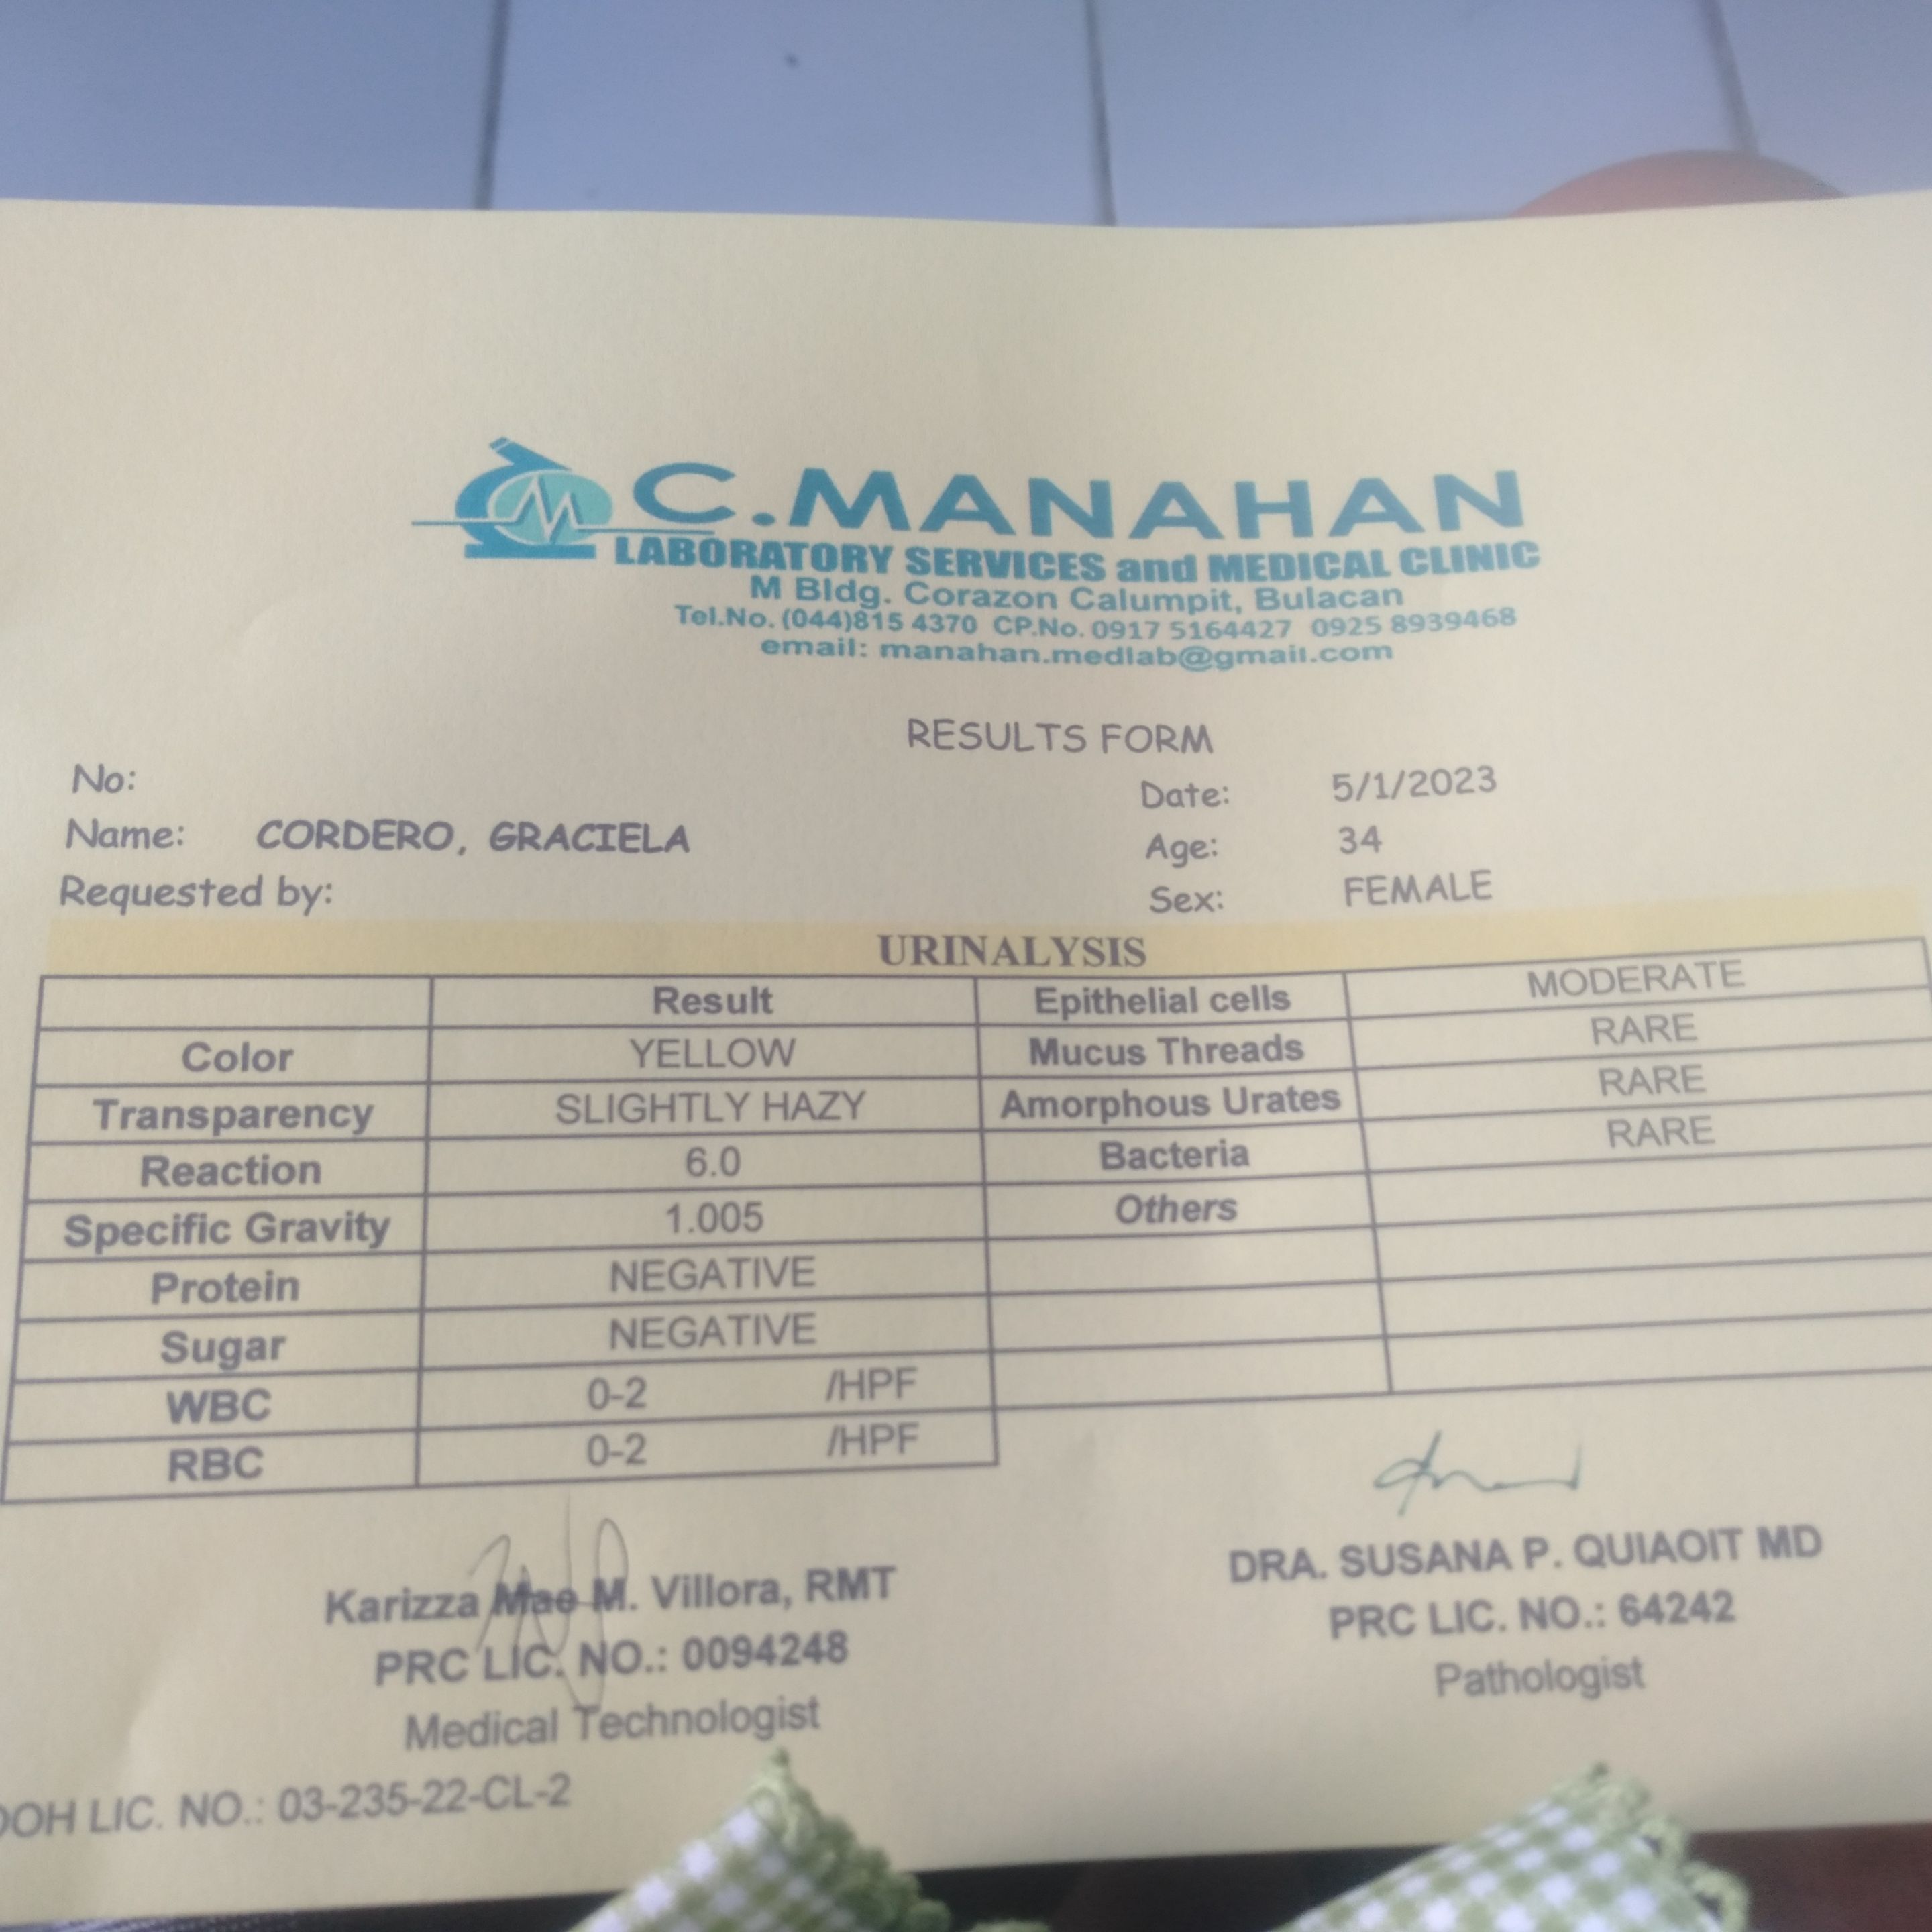 C.MANAHAN
LABORATORY SERVICES and MEDICAL CLINIC
M Bldg. Corazon Calumpit, Bulacan
Tel.No. (044)815 4370 CP.No. 0917 5164427 0925 8939468
email: manahan.medlab@gmail.com
RESULTS FORM
No:
Date: 5/1/2023
Name: CORDERO, GRACIELA
Age: 34
Requested by:
Sex: FEMALE
URINALYSIS
Result Epithelial cells MODERATE
Color YELLOW Mucus Threads RARE
Transparency SLIGHTLY HAZY Amorphous Urates RARE
Reaction 6.0 Bacteria RARE
Specific Gravity 1.005 Others
Protein NEGATIVE
Sugar NEGATIVE
WBC 0-2 /HPF
RBC 0-2 /HPF
Karizza Mae M. Villora, RMT
PRC LIC. NO.: 0094248
Medical Technologist
DRA. SUSANA P. QUIAOIT MD
PRC LIC. NO.: 64242
Pathologist
DOH LIC. NO.: 03-235-22-CL-2